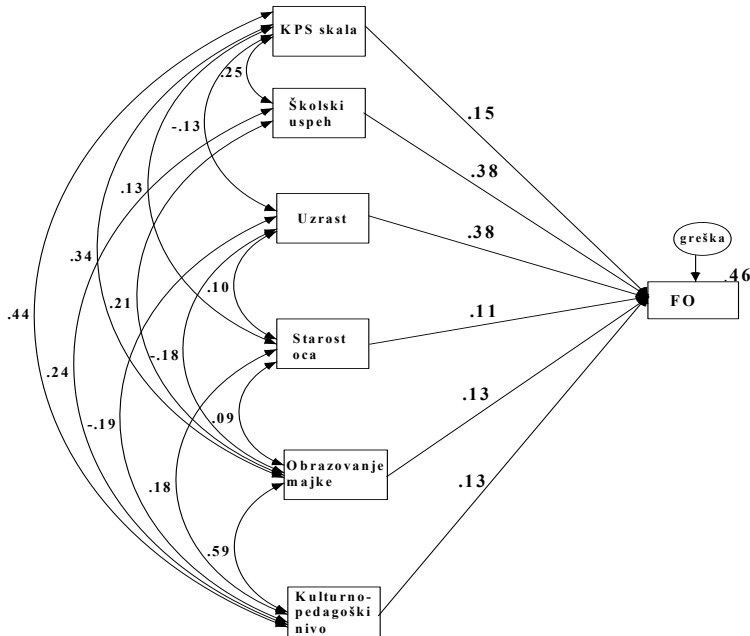 KPS skala
.25
Školski
uspeh
-.13
.15
.13
.38
Uzrast
.38
greška
.34
.10
.46
.21
FO
.44
.11
Starost
oca
-.18
.24
.09
.13
-.19
Obrazovanje
majke
.18
.13
.59
Kulturno-
pedagoški
nivo